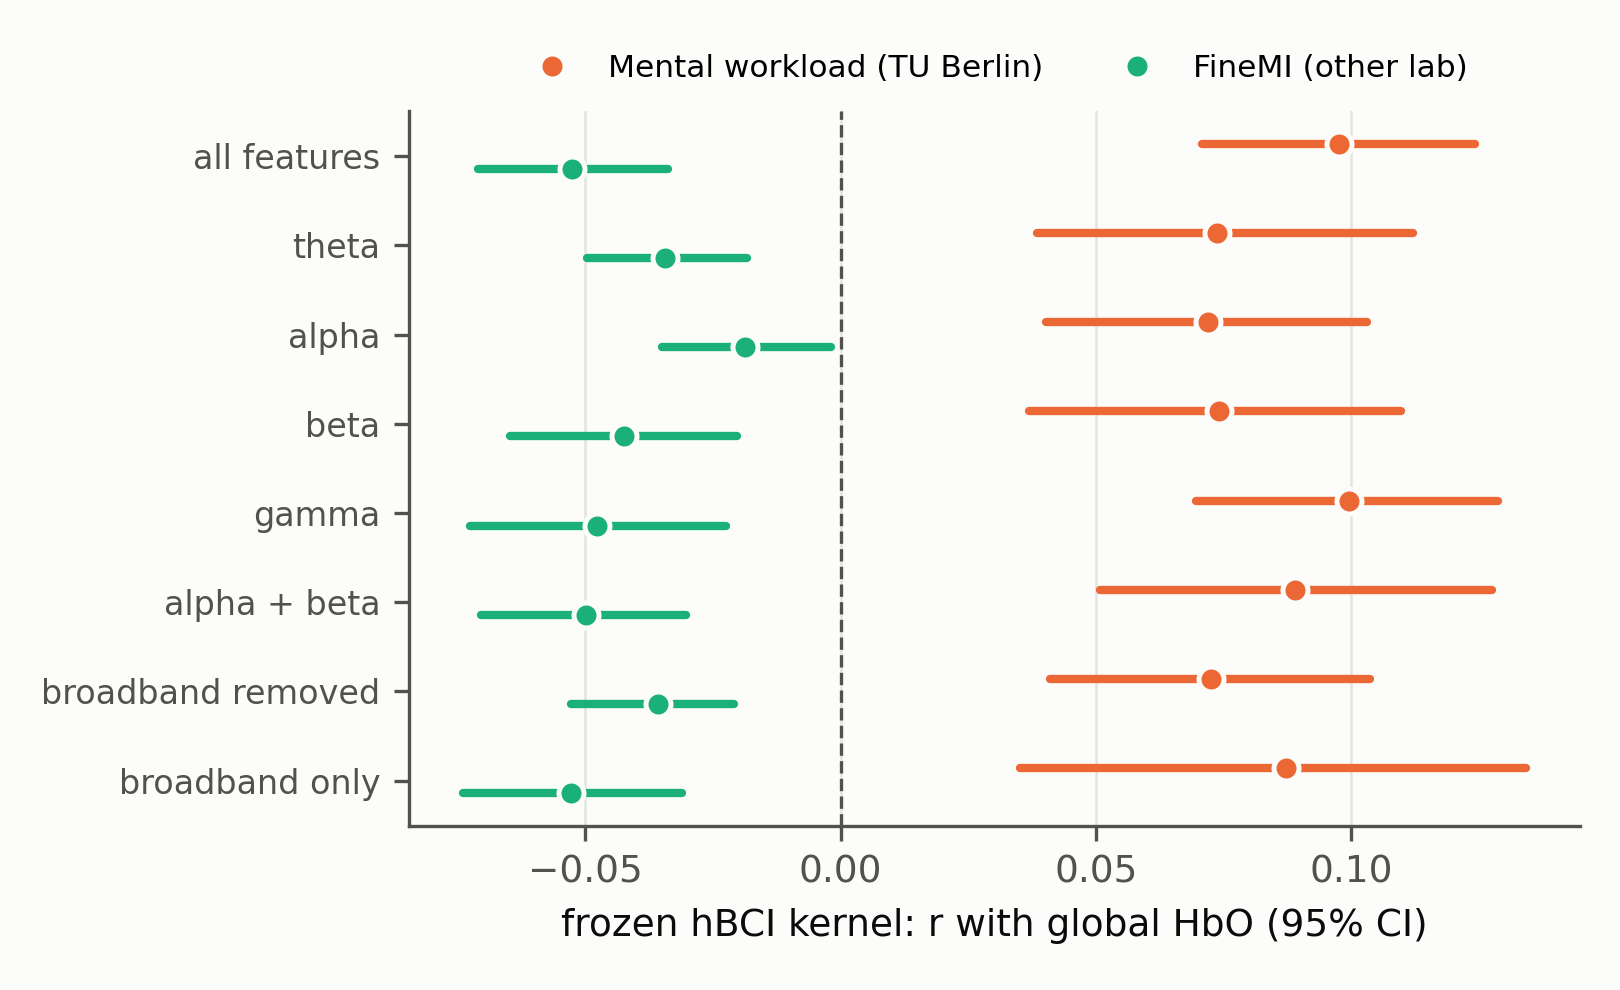 Mental workload (TU Berlin) FineMI (other lab)
all features
theta
alpha
beta
gamma
alpha + beta
broadband removed
broadband only
−0.05 0.00 0.05 0.10
frozen hBCI kernel: r with global HbO (95% CI)